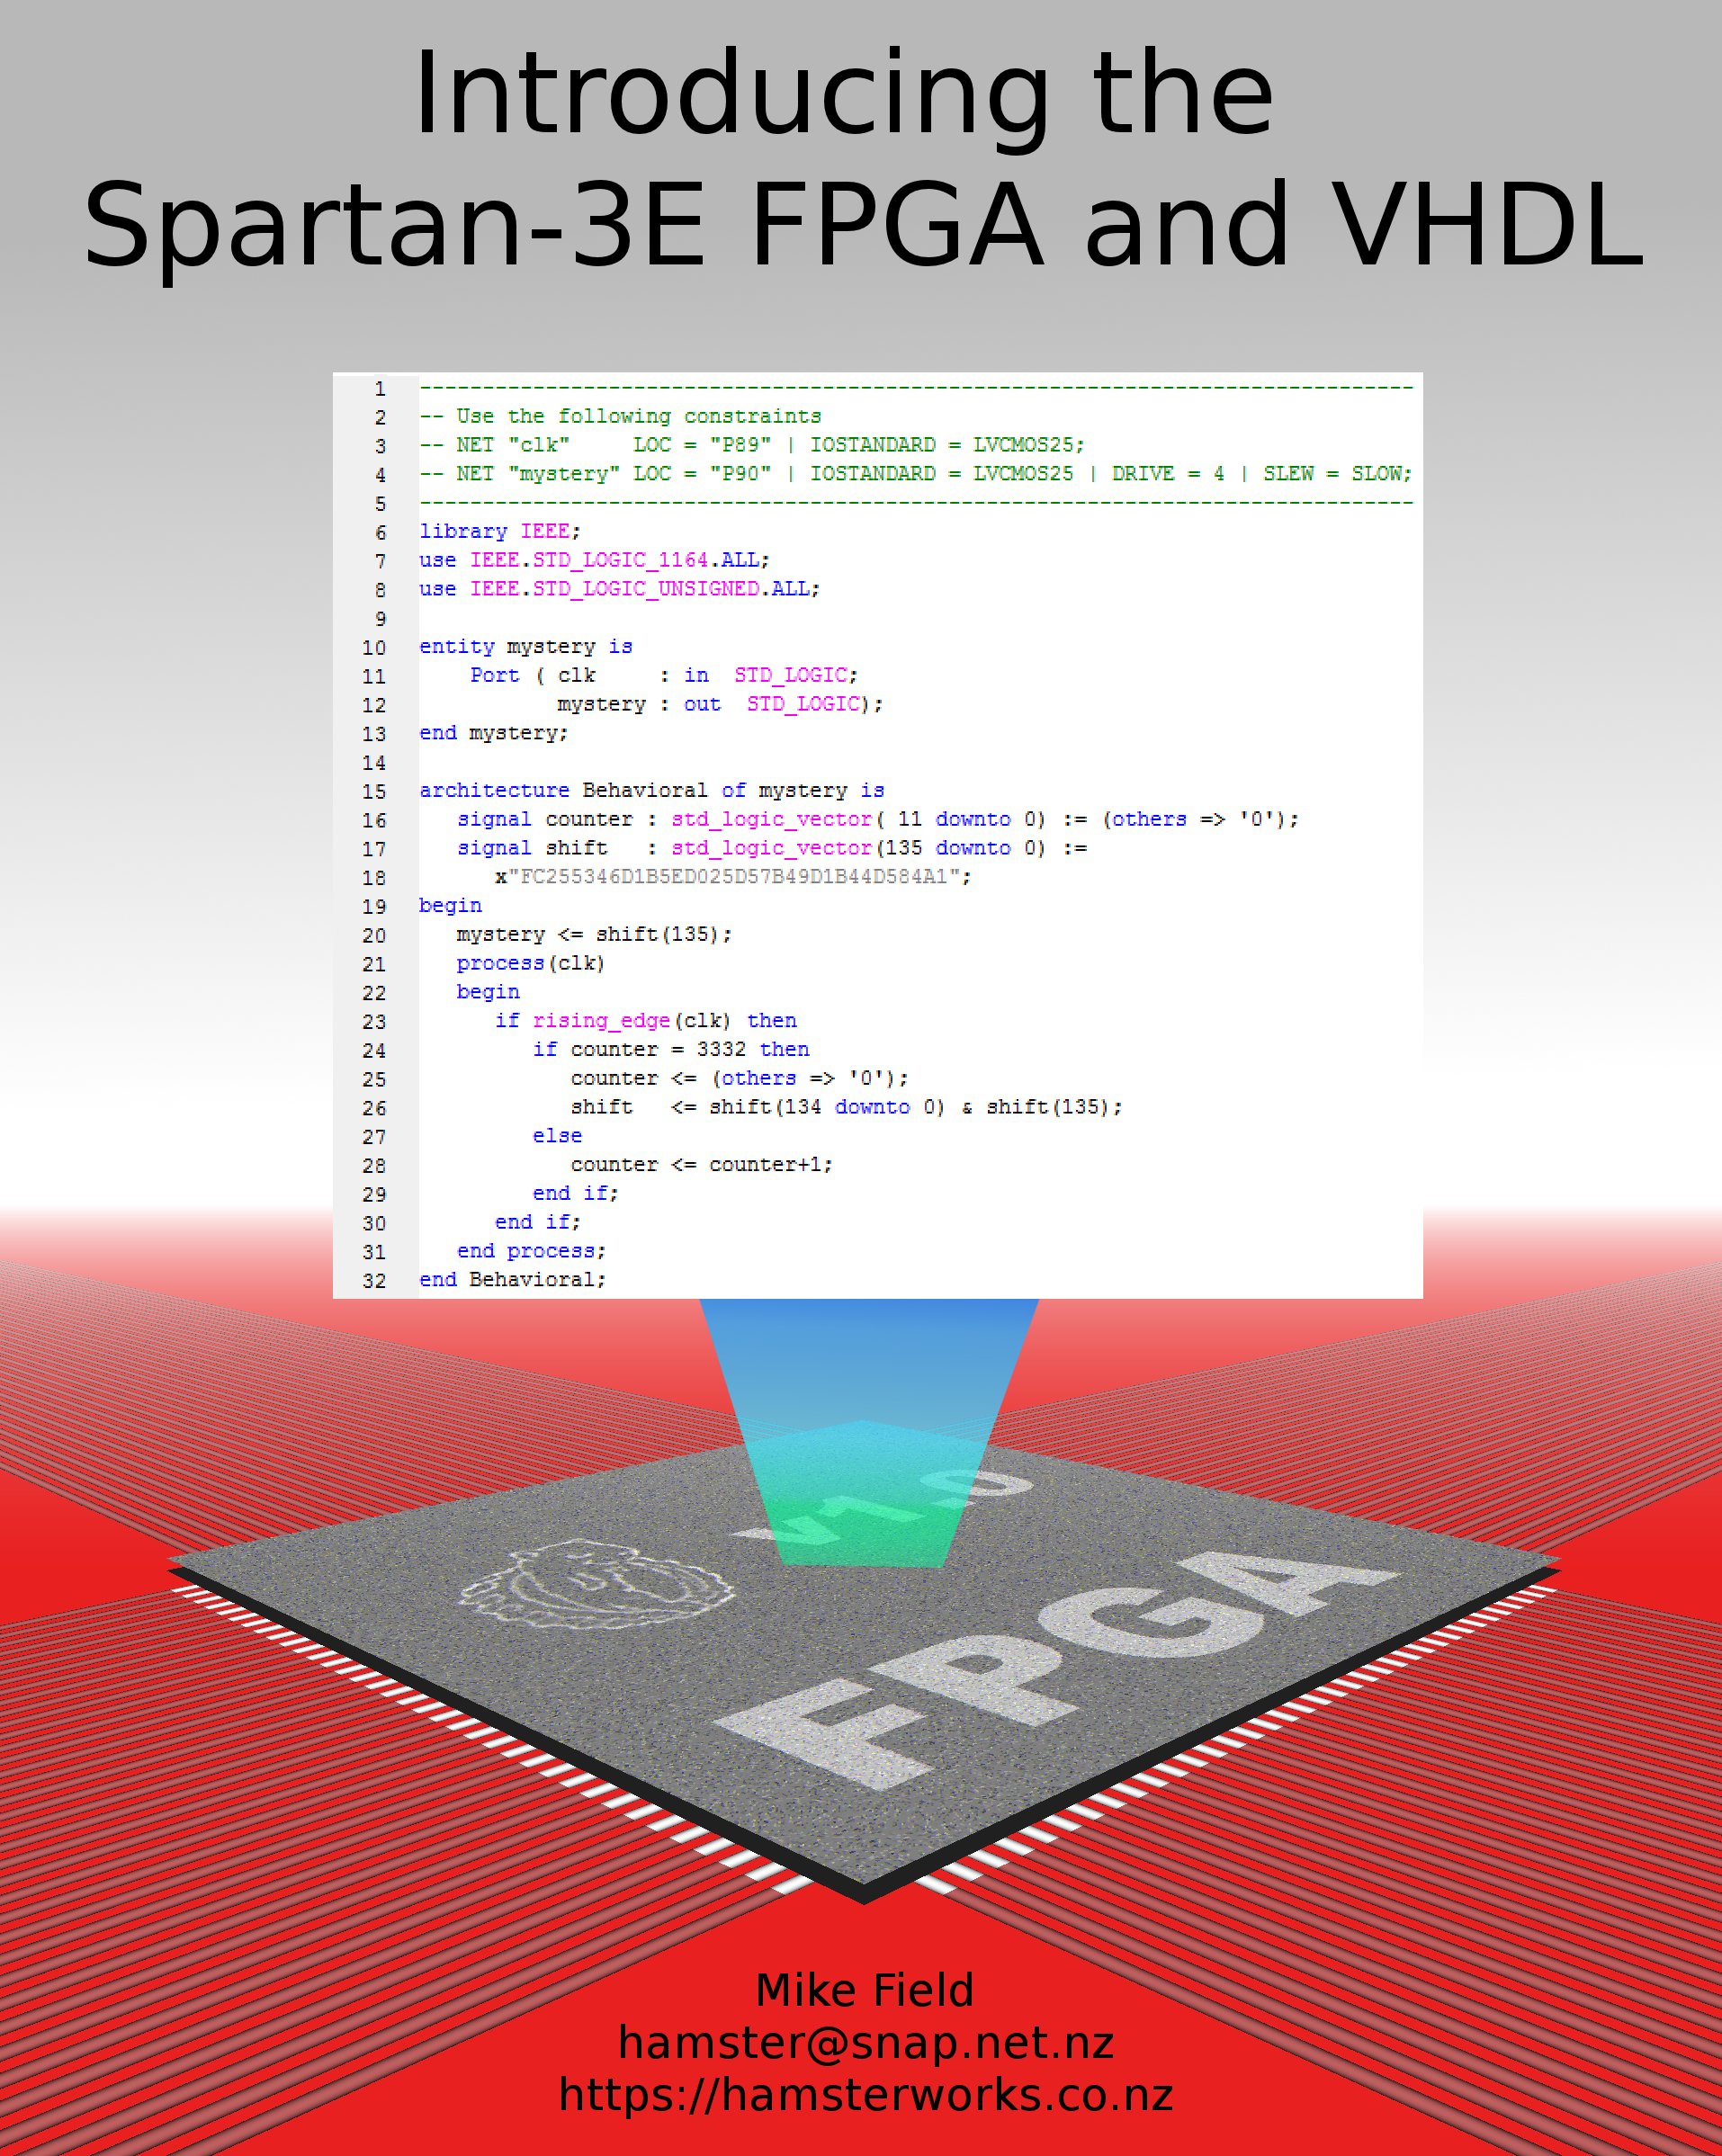 Introducing the
Spartan-3E FPGA and VHDL
1 -------------------------------------------------------------------------------
2 -- Use the following constraints
3 -- NET "clk"     LOC = "P89" | IOSTANDARD = LVCMOS25;
4 -- NET "mystery" LOC = "P90" | IOSTANDARD = LVCMOS25 | DRIVE = 4 | SLEW = SLOW;
5 -------------------------------------------------------------------------------
6 library IEEE;
7 use IEEE.STD_LOGIC_1164.ALL;
8 use IEEE.STD_LOGIC_UNSIGNED.ALL;
9
10 entity mystery is
11     Port ( clk     : in  STD_LOGIC;
12            mystery : out  STD_LOGIC);
13 end mystery;
14
15 architecture Behavioral of mystery is
16    signal counter : std_logic_vector( 11 downto 0) := (others => '0');
17    signal shift   : std_logic_vector(135 downto 0) :=
18       x"FC255346D1B5ED025D57B49D1B44D584A1";
19 begin
20    mystery <= shift(135);
21    process(clk)
22    begin
23       if rising_edge(clk) then
24          if counter = 3332 then
25             counter <= (others => '0');
26             shift   <= shift(134 downto 0) & shift(135);
27          else
28             counter <= counter+1;
29          end if;
30       end if;
31    end process;
32 end Behavioral;
v1.0
FPGA
Mike Field
hamster@snap.net.nz
https://hamsterworks.co.nz